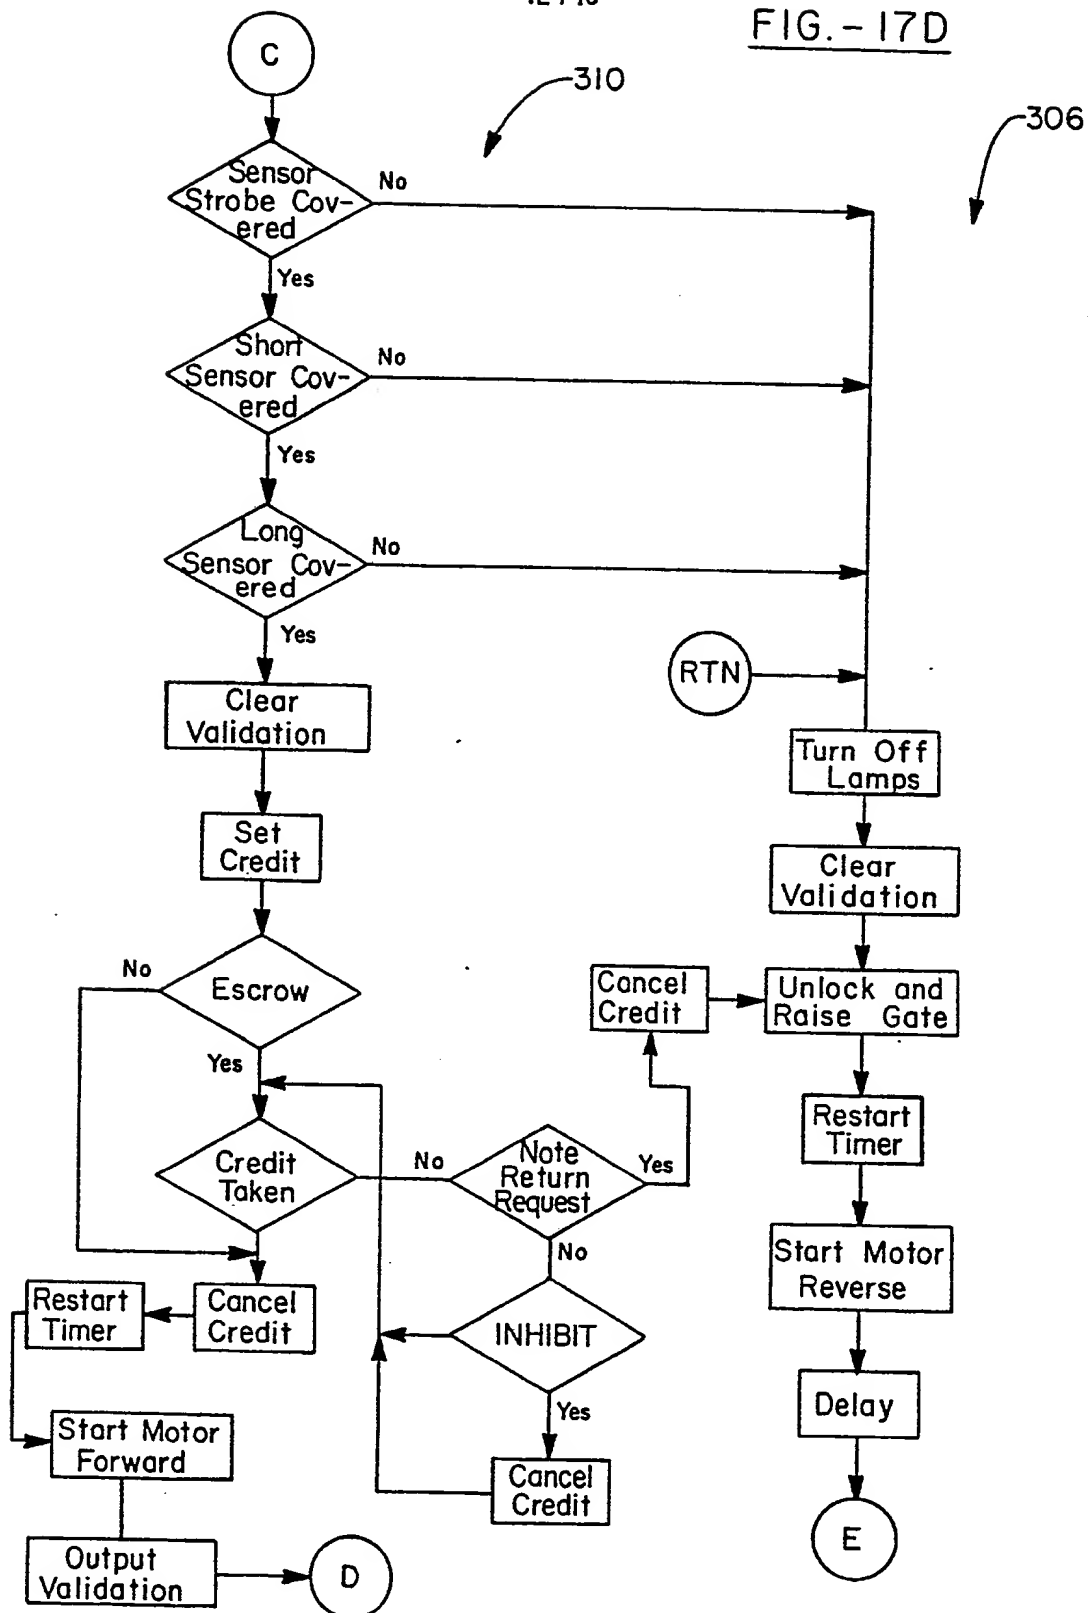 FIG. - 17D
C
310
306
Sensor
Strobe Cov-
ered
No
Yes
Short
Sensor Cov-
ered
No
Yes
Long
Sensor Cov-
ered
No
Yes
RTN
Clear
Validation
Turn Off
Lamps
Set
Credit
Clear
Validation
No
Escrow
Yes
Cancel
Credit
Unlock and
Raise Gate
Credit
Taken
No
Note
Return
Request
Yes
No
Restart
Timer
Restart
Timer
Cancel
Credit
INHIBIT
Yes
Start Motor
Reverse
Start Motor
Forward
Cancel
Credit
Delay
Output
Validation
D
E